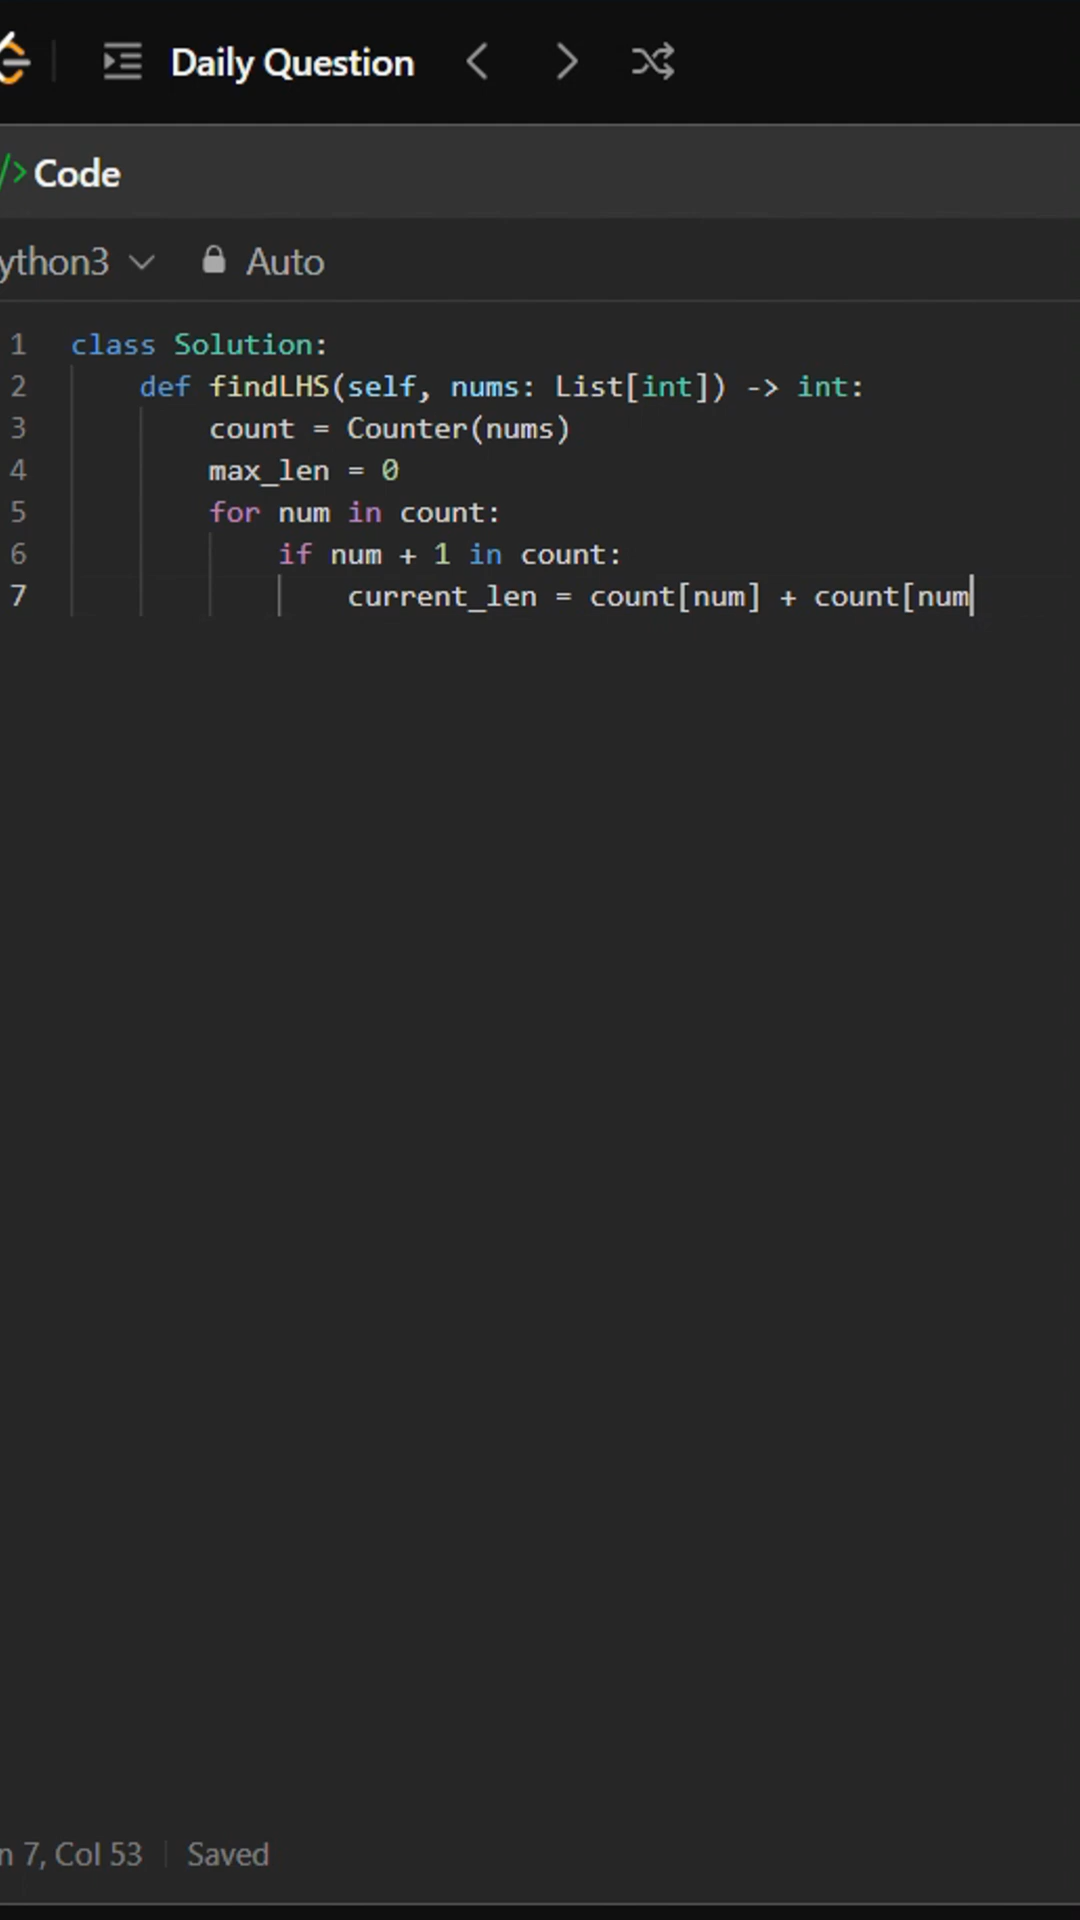 Daily Question
</> Code
ython3 Auto
1 class Solution:
2 def findLHS(self, nums: List[int]) -> int:
3 count = Counter(nums)
4 max_len = 0
5 for num in count:
6 if num + 1 in count:
7 current_len = count[num] + count[num
n 7, Col 53 Saved